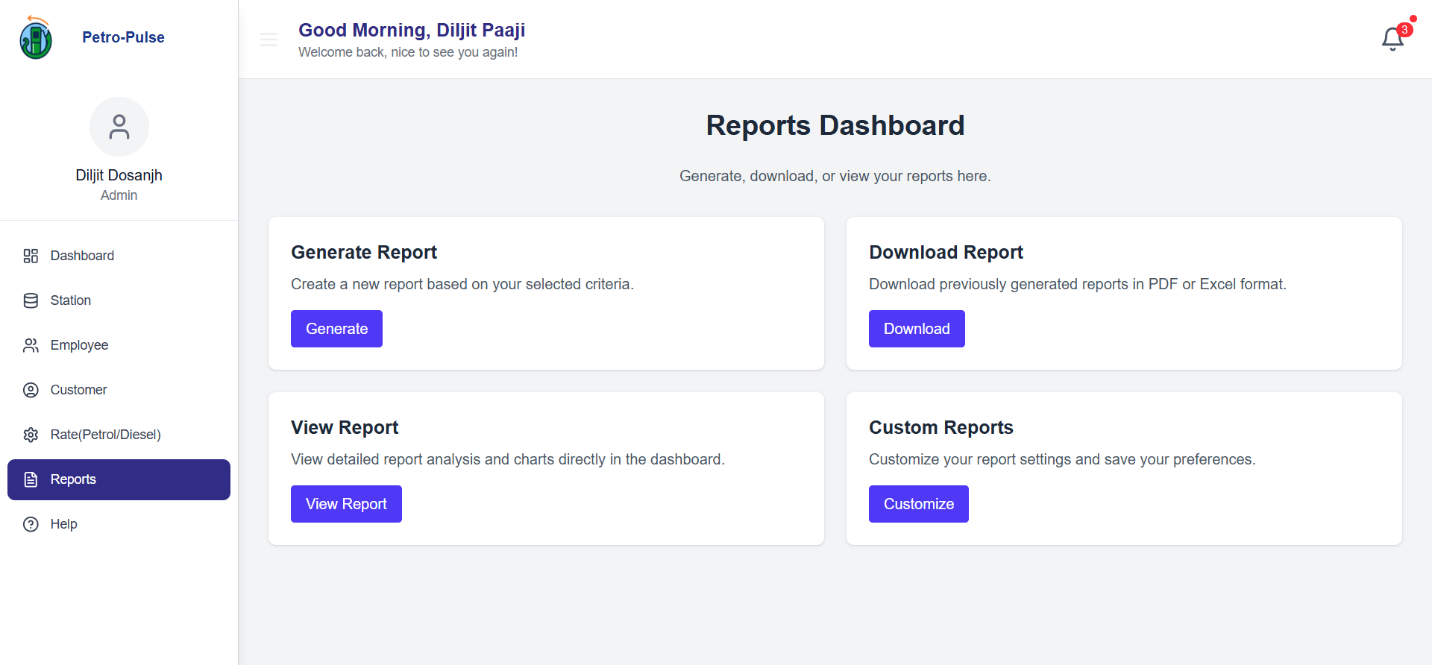 Petro-Pulse
Diljit Dosanjh
Admin
Dashboard
Station
Employee
Customer
Rate(Petrol/Diesel)
Reports
Help
Good Morning, Diljit Paaji
Welcome back, nice to see you again!
3
Reports Dashboard
Generate, download, or view your reports here.
Generate Report
Create a new report based on your selected criteria.
Generate
Download Report
Download previously generated reports in PDF or Excel format.
Download
View Report
View detailed report analysis and charts directly in the dashboard.
View Report
Custom Reports
Customize your report settings and save your preferences.
Customize